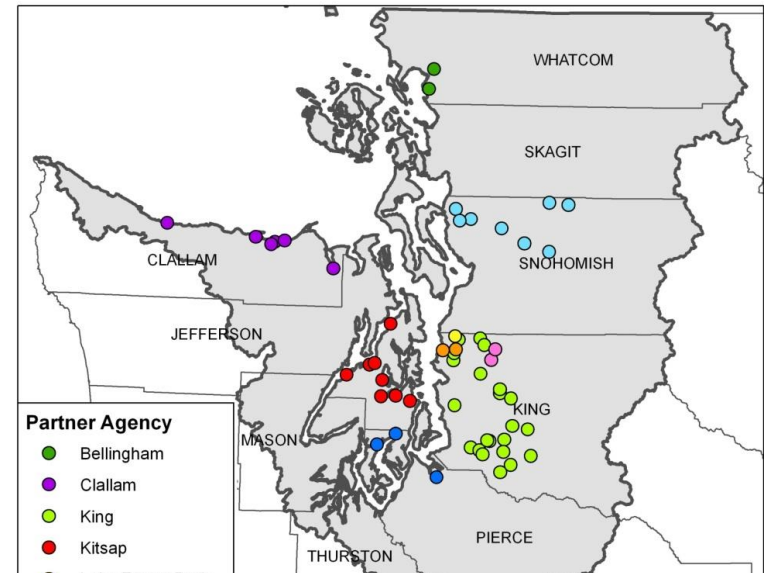 WHATCOM
SKAGIT
SNOHOMISH
CLALLAM
JEFFERSON
KING
MASON
PIERCE
THURSTON
Partner Agency
Bellingham
Clallam
King
Kitsap